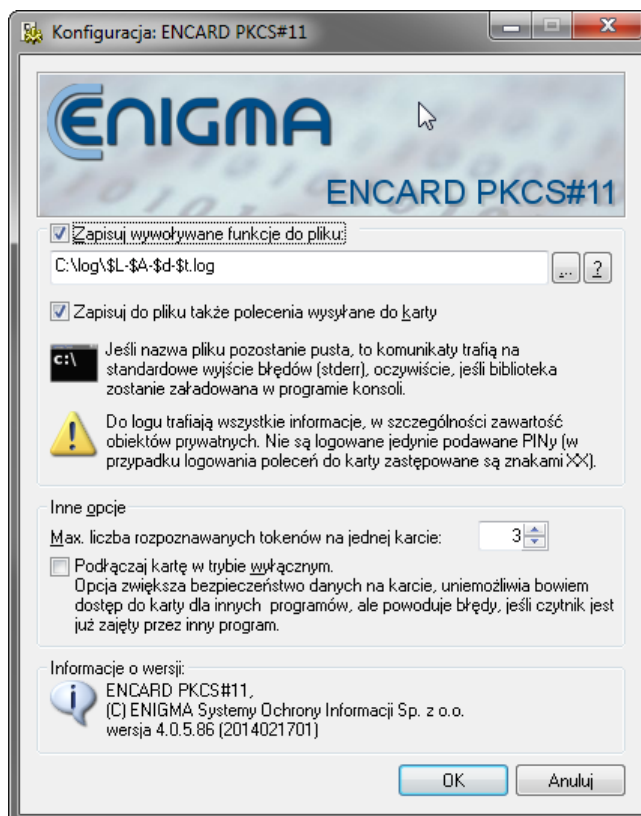 Konfiguracja: ENCARD PKCS#11
ENIGMA
ENCARD PKCS#11
Zapisuj wywoływane funkcje do pliku:
C:\log\$L-$A-$d-$t.log
...
?
Zapisuj do pliku także polecenia wysyłane do karty
c:\
Jeśli nazwa pliku pozostanie pusta, to komunikaty trafią na
standardowe wyjście błędów (stderr), oczywiście, jeśli biblioteka
zostanie załadowana w programie konsoli.
Do logu trafiają wszystkie informacje, w szczególności zawartość
obiektów prywatnych. Nie są logowane jedynie podawane PINy (w
przypadku logowania poleceń do karty zastępowane są znakami XX).
Inne opcje
Max. liczba rozpoznawanych tokenów na jednej karcie:
3
Podłączaj kartę w trybie wyłącznym.
Opcja zwiększa bezpieczeństwo danych na karcie, uniemożliwia bowiem
dostęp do karty dla innych programów, ale powoduje błędy, jeśli czytnik jest
już zajęty przez inny program.
Informacje o wersji:
ENCARD PKCS#11,
(C) ENIGMA Systemy Ochrony Informacji Sp. z o.o.
wersja 4.0.5.86 (2014021701)
OK
Anuluj